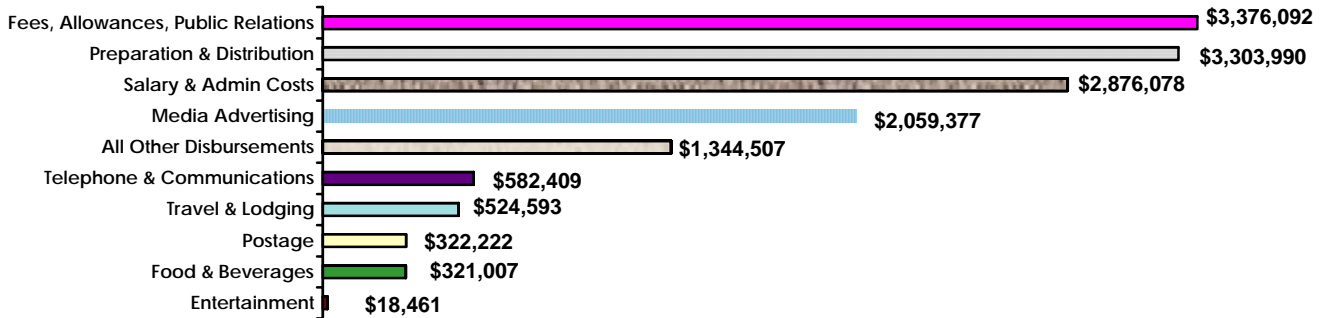 Fees, Allowances, Public Relations $3,376,092
Preparation & Distribution $3,303,990
Salary & Admin Costs $2,876,078
Media Advertising $2,059,377
All Other Disbursements $1,344,507
Telephone & Communications $582,409
Travel & Lodging $524,593
Postage $322,222
Food & Beverages $321,007
Entertainment $18,461